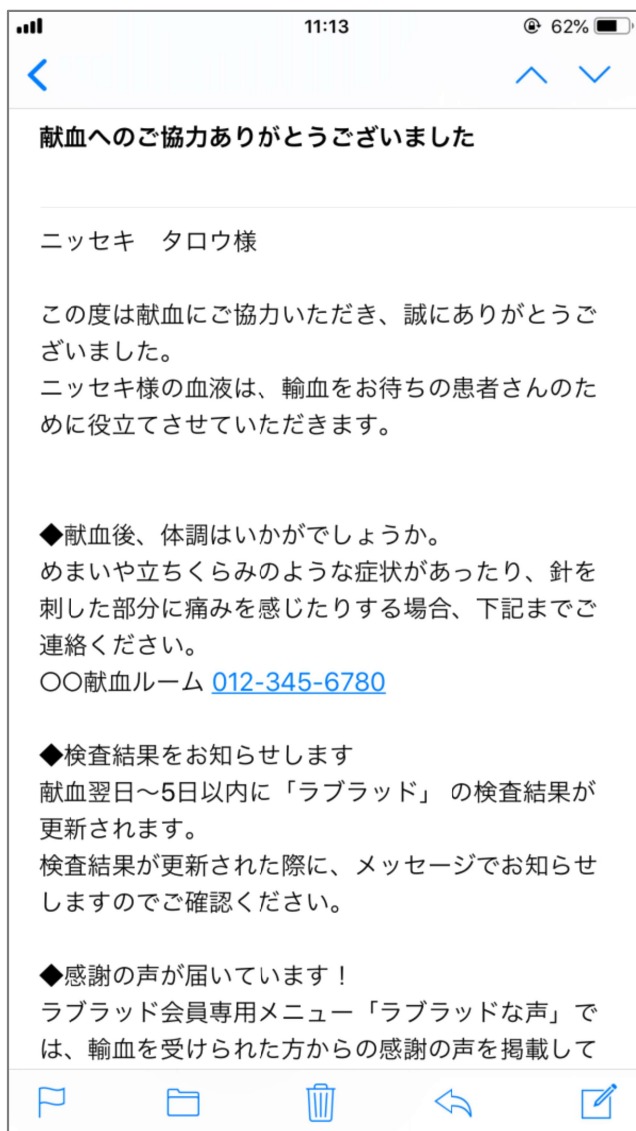 11:13
62%
献血へのご協力ありがとうございました
ニッセキ　タロウ様
この度は献血にご協力いただき、誠にありがとうご
ざいました。
ニッセキ様の血液は、輸血をお待ちの患者さんのた
めに役立てさせていただきます。
◆献血後、体調はいかがでしょうか。
めまいや立ちくらみのような症状があったり、針を
刺した部分に痛みを感じたりする場合、下記までご
連絡ください。
〇〇献血ルーム 012-345-6780
◆検査結果をお知らせします
献血翌日～5日以内に「ラブラッド」 の検査結果が
更新されます。
検査結果が更新された際に、メッセージでお知らせ
しますのでご確認ください。
◆感謝の声が届いています！
ラブラッド会員専用メニュー「ラブラッドな声」で
は、輸血を受けられた方からの感謝の声を掲載して